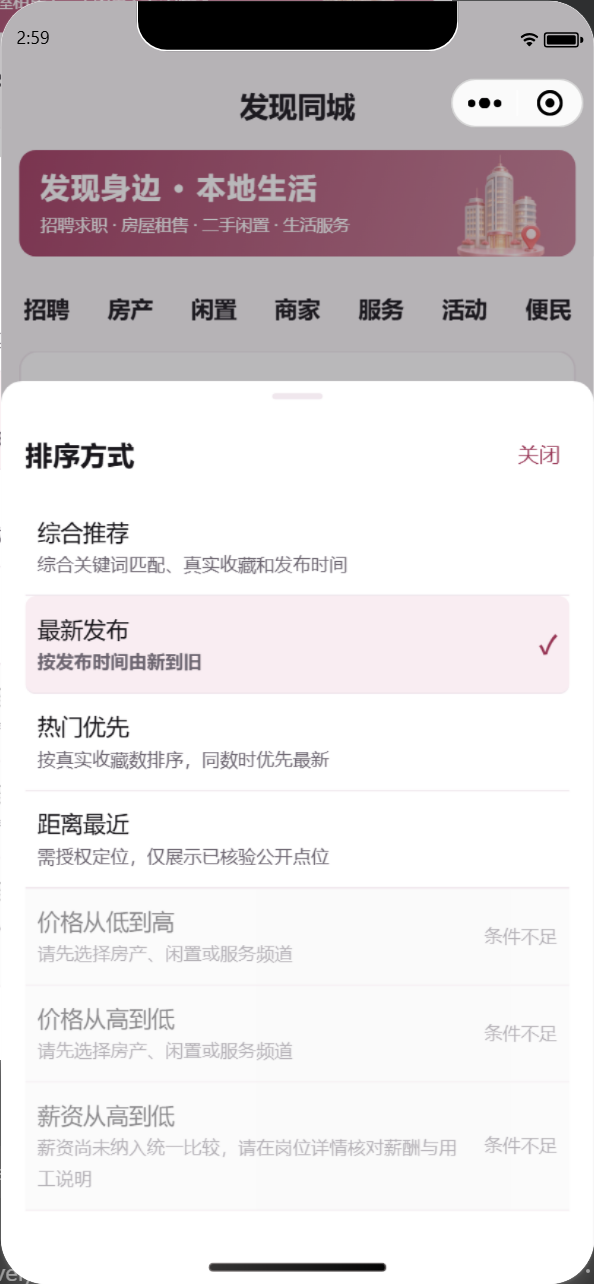 2:59
发现同城
发现身边·本地生活
招聘求职·房屋租售·二手闲置·生活服务
招聘 房产 闲置 商家 服务 活动 便民
排序方式 关闭
综合推荐
综合关键词匹配、真实收藏和发布时间
最新发布
按发布时间由新到旧
热门优先
按真实收藏数排序，同数时优先最新
距离最近
需授权定位，仅展示已核验公开点位
价格从低到高
请先选择房产、闲置或服务频道
条件不足
价格从高到低
请先选择房产、闲置或服务频道
条件不足
薪资从高到低
薪资尚未纳入统一比较，请在岗位详情核对薪酬与用
工说明
条件不足